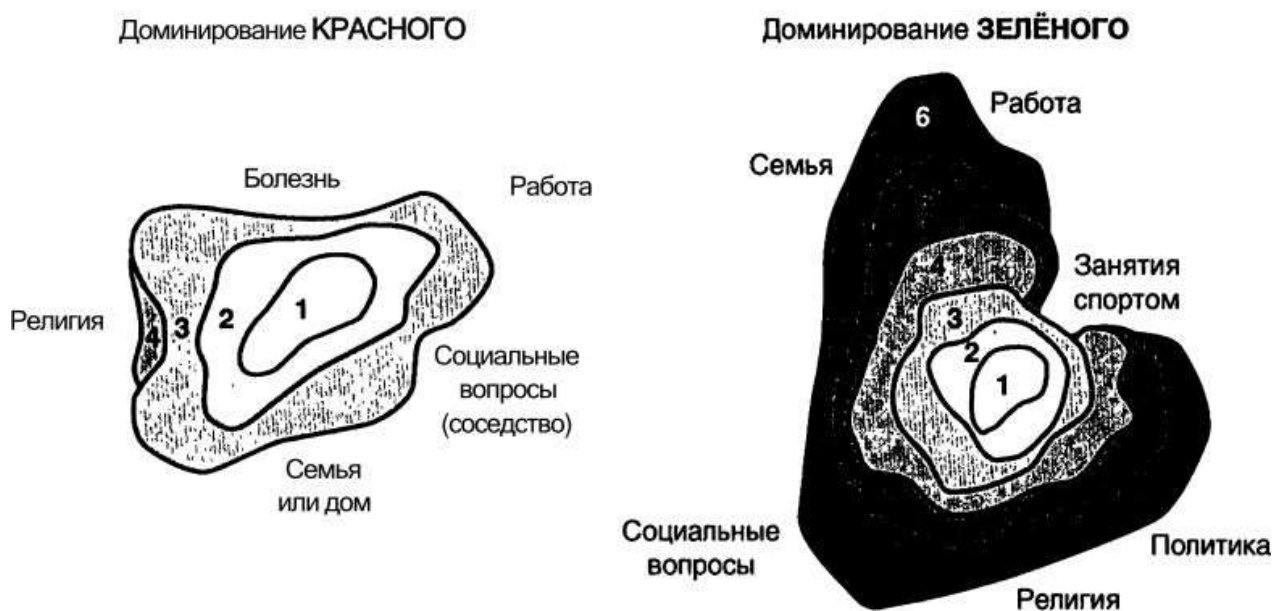 Доминирование КРАСНОГО
Болезнь
Работа
Религия
4
3
2
1
Социальные
вопросы
(соседство)
Семья
или дом
Доминирование ЗЕЛЁНОГО
6
Работа
Семья
4
Занятия
спортом
3
2
1
Социальные
вопросы
Политика
Религия